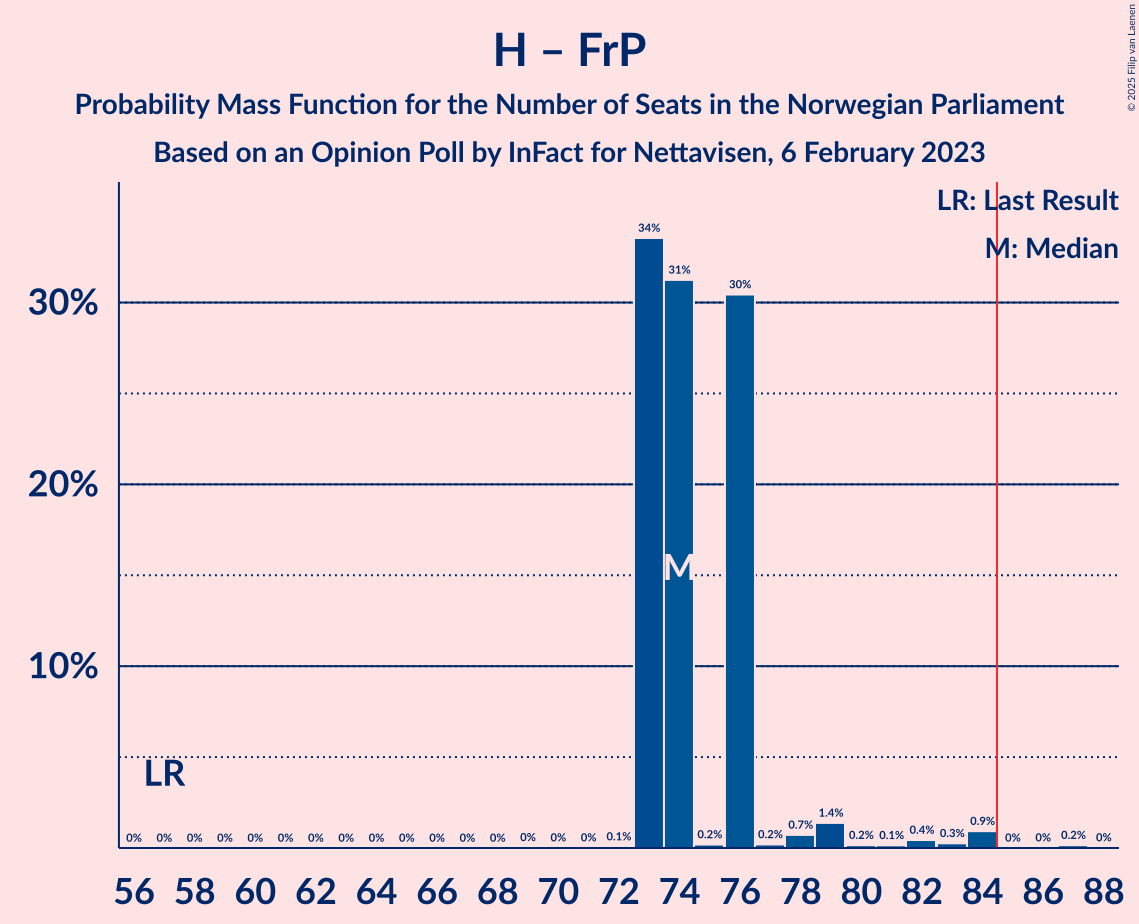 H – FrP
Probability Mass Function for the Number of Seats in the Norwegian Parliament
Based on an Opinion Poll by InFact for Nettavisen, 6 February 2023
© 2025 Filip van Laenen
LR: Last Result
M: Median
34%
31%
30%
30%
20%
M
10%
LR
0% 0% 0% 0% 0% 0% 0% 0% 0% 0% 0% 0% 0% 0% 0% 0% 0.1% 0.2% 0.2% 0.7% 1.4% 0.2% 0.1% 0.4% 0.3% 0.9% 0% 0% 0.2% 0%
56 58 60 62 64 66 68 70 72 74 76 78 80 82 84 86 88